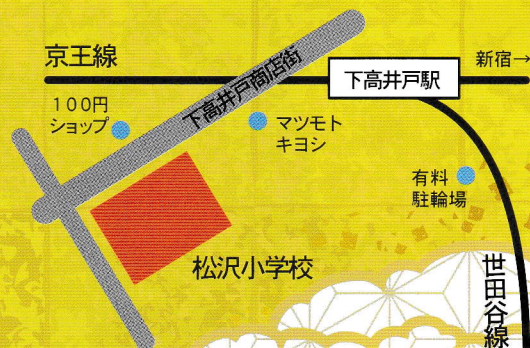 京王線
新宿→
下高井戸駅
下高井戸商店街
100円
ショップ
マツモト
キヨシ
有料
駐輪場
松沢小学校
世田谷線